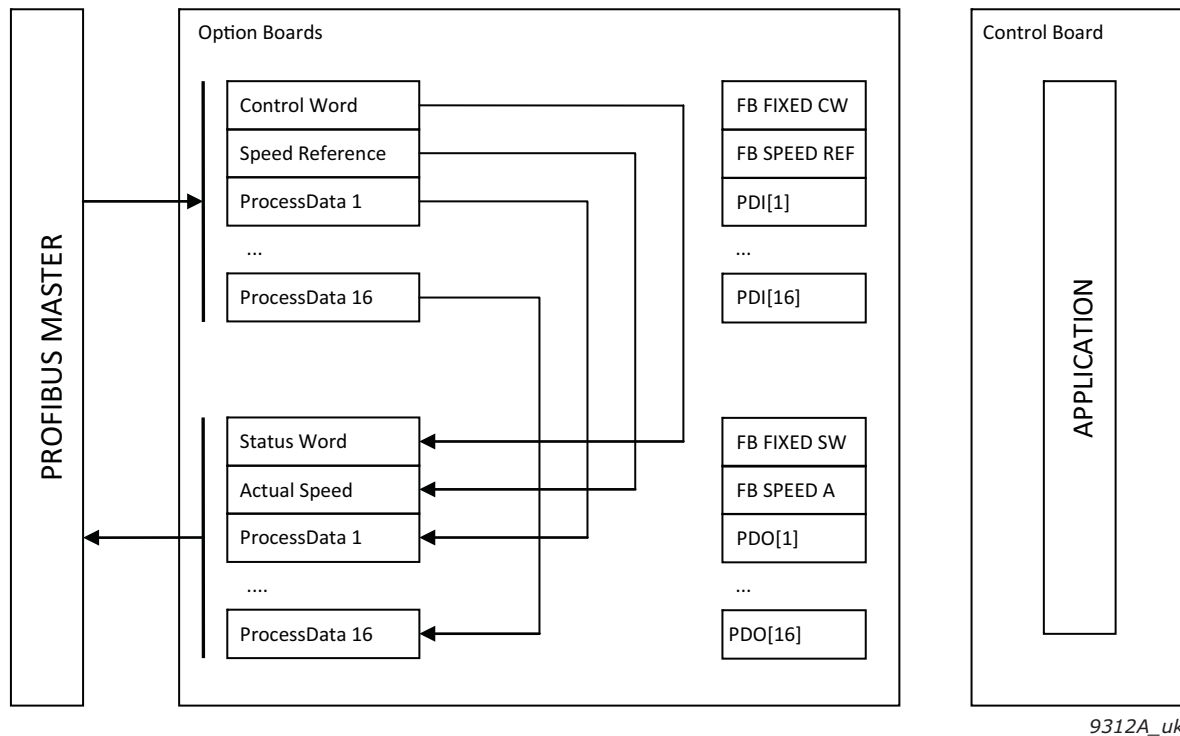 PROFIBUS MASTER
Option Boards
Control Word
Speed Reference
ProcessData 1
...
ProcessData 16
Status Word
Actual Speed
ProcessData 1
....
ProcessData 16
FB FIXED CW
FB SPEED REF
PDI[1]
...
PDI[16]
FB FIXED SW
FB SPEED A
PDO[1]
...
PDO[16]
Control Board
APPLICATION
9312A_uk